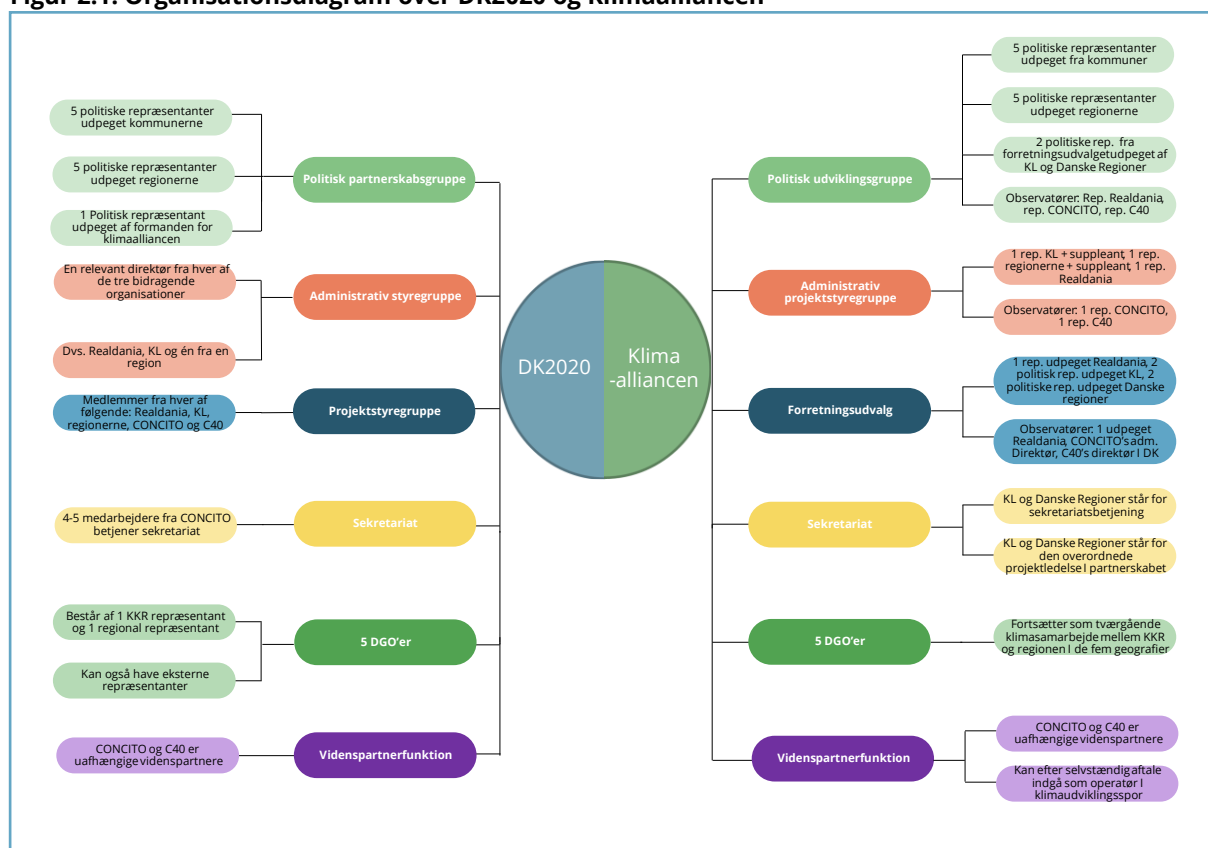 Figur 2.1: Organisationsdiagram over DK2020 og Klimaalliancen
5 politiske repræsentanter
udpeget kommunerne
5 politiske repræsentanter
udpeget regionerne
1 Politisk repræsentant
udpeget af formanden for
klimaalliancen
Politisk partnerskabsgruppe
En relevant direktør fra hver af
de tre bidragende
organisationer
Dvs. Realdania, KL og én fra en
region
Administrativ styregruppe
Medlemmer fra hver af
følgende: Realdania, KL,
regionerne, CONCITO og C40
Projektstyregruppe
4-5 medarbejdere fra CONCITO
betjener sekretariat
Sekretariat
Består af 1 KKR repræsentant
og 1 regional repræsentant
Kan også have eksterne
repræsentanter
5 DGO'er
CONCITO og C40 er
uafhængige videnspartnere
Videnspartnerfunktion
DK2020
Klima
-alliancen
Politisk udviklingsgruppe
5 politiske repræsentanter
udpeget fra kommuner
5 politiske repræsentanter
udpeget regionerne
2 politiske rep. fra
forretningsudvalgetudpeget af
KL og Danske Regioner
Observatører: Rep. Realdania,
rep. CONCITO, rep. C40
Administrativ
projektstyregruppe
1 rep. KL + suppleant, 1 rep.
regionerne + suppleant, 1 rep.
Realdania
Observatører: 1 rep. CONCITO,
1 rep. C40
Forretningsudvalg
1 rep. udpeget Realdania, 2
politisk rep. udpeget KL, 2
politiske rep. udpeget Danske
regioner
Observatører: 1 udpeget
Realdania, CONCITO's adm.
Direktør, C40's direktør I DK
Sekretariat
KL og Danske Regioner står for
sekretariatsbetjening
KL og Danske Regioner står for
den overordnede
projektledelse I partnerskabet
5 DGO'er
Fortsætter som tværgående
klimasamarbejde mellem KKR
og regionen I de fem geografier
Videnspartnerfunktion
CONCITO og C40 er
uafhængige videnspartnere
Kan efter selvstændig aftale
indgå som operatør I
klimaudviklingsspor